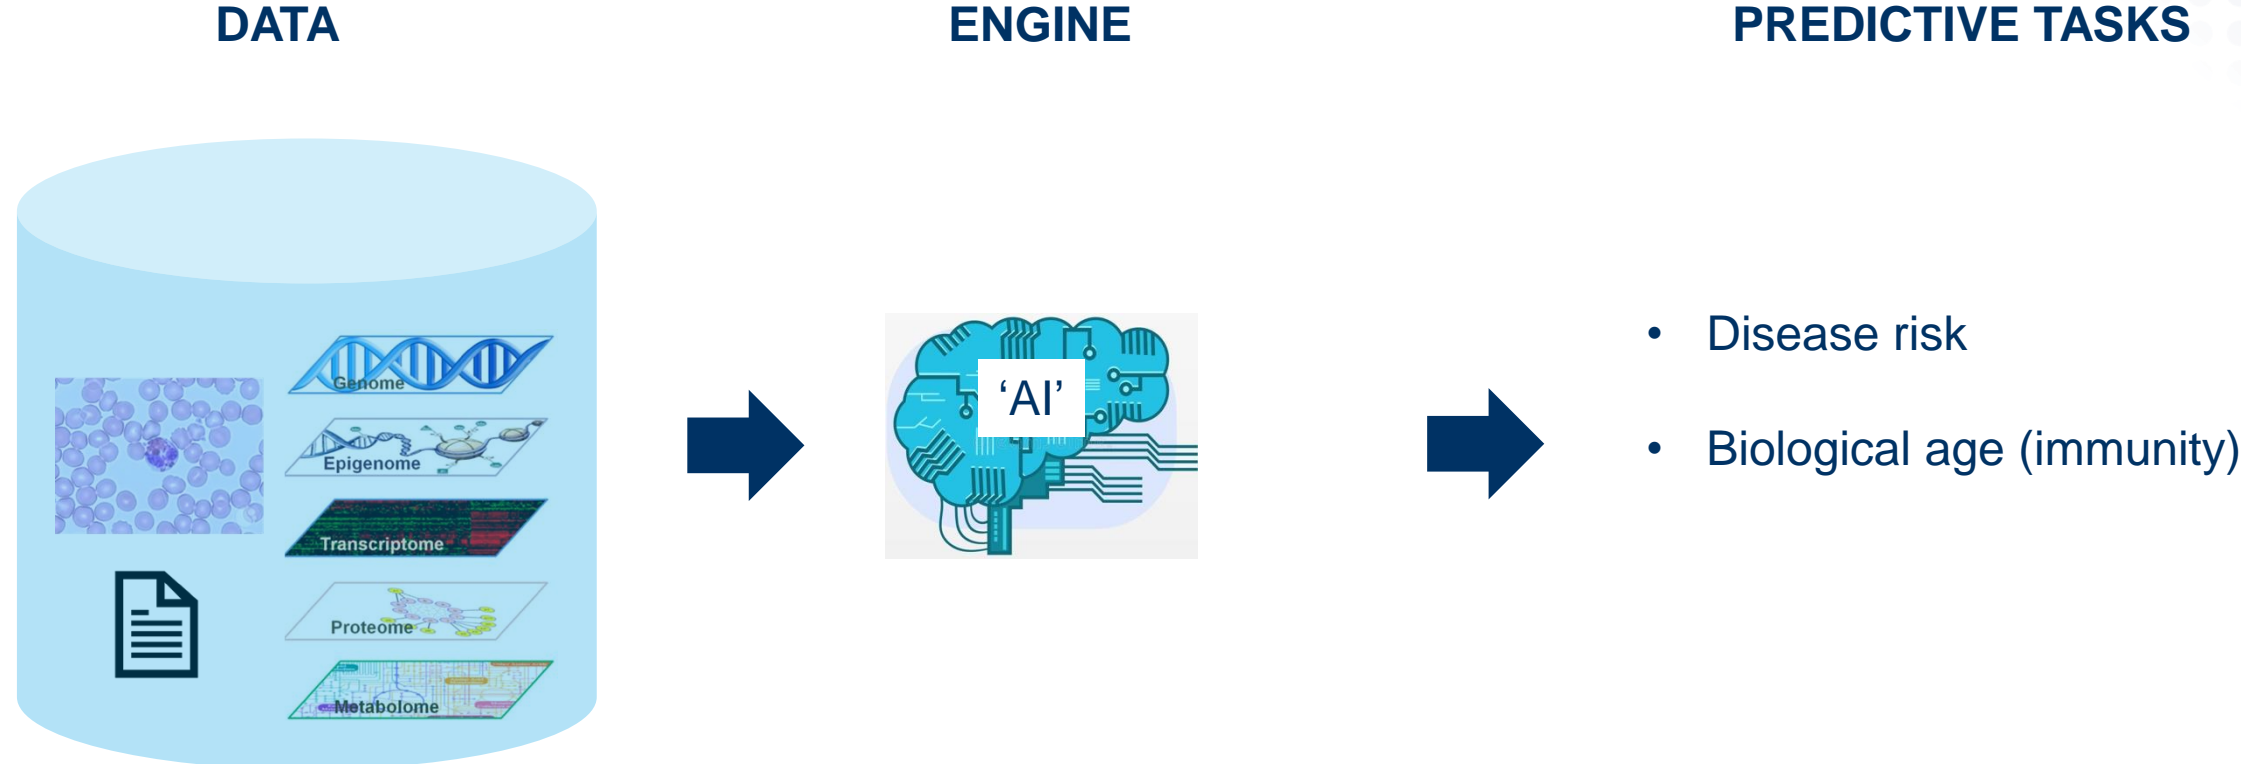 DATA
ENGINE
PREDICTIVE TASKS
Genome
Epigenome
Transcriptome
Proteome
Metabolome
‘AI’
• Disease risk
• Biological age (immunity)